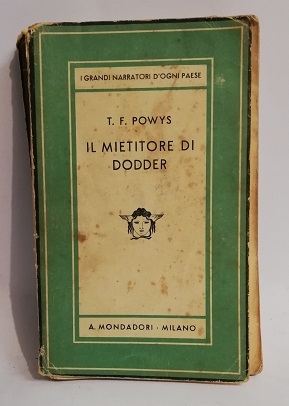 I GRANDI NARRATORI D'OGNI PAESE
T. F. POWYS
IL MIETITORE DI
DODDER
A. MONDADORI · MILANO